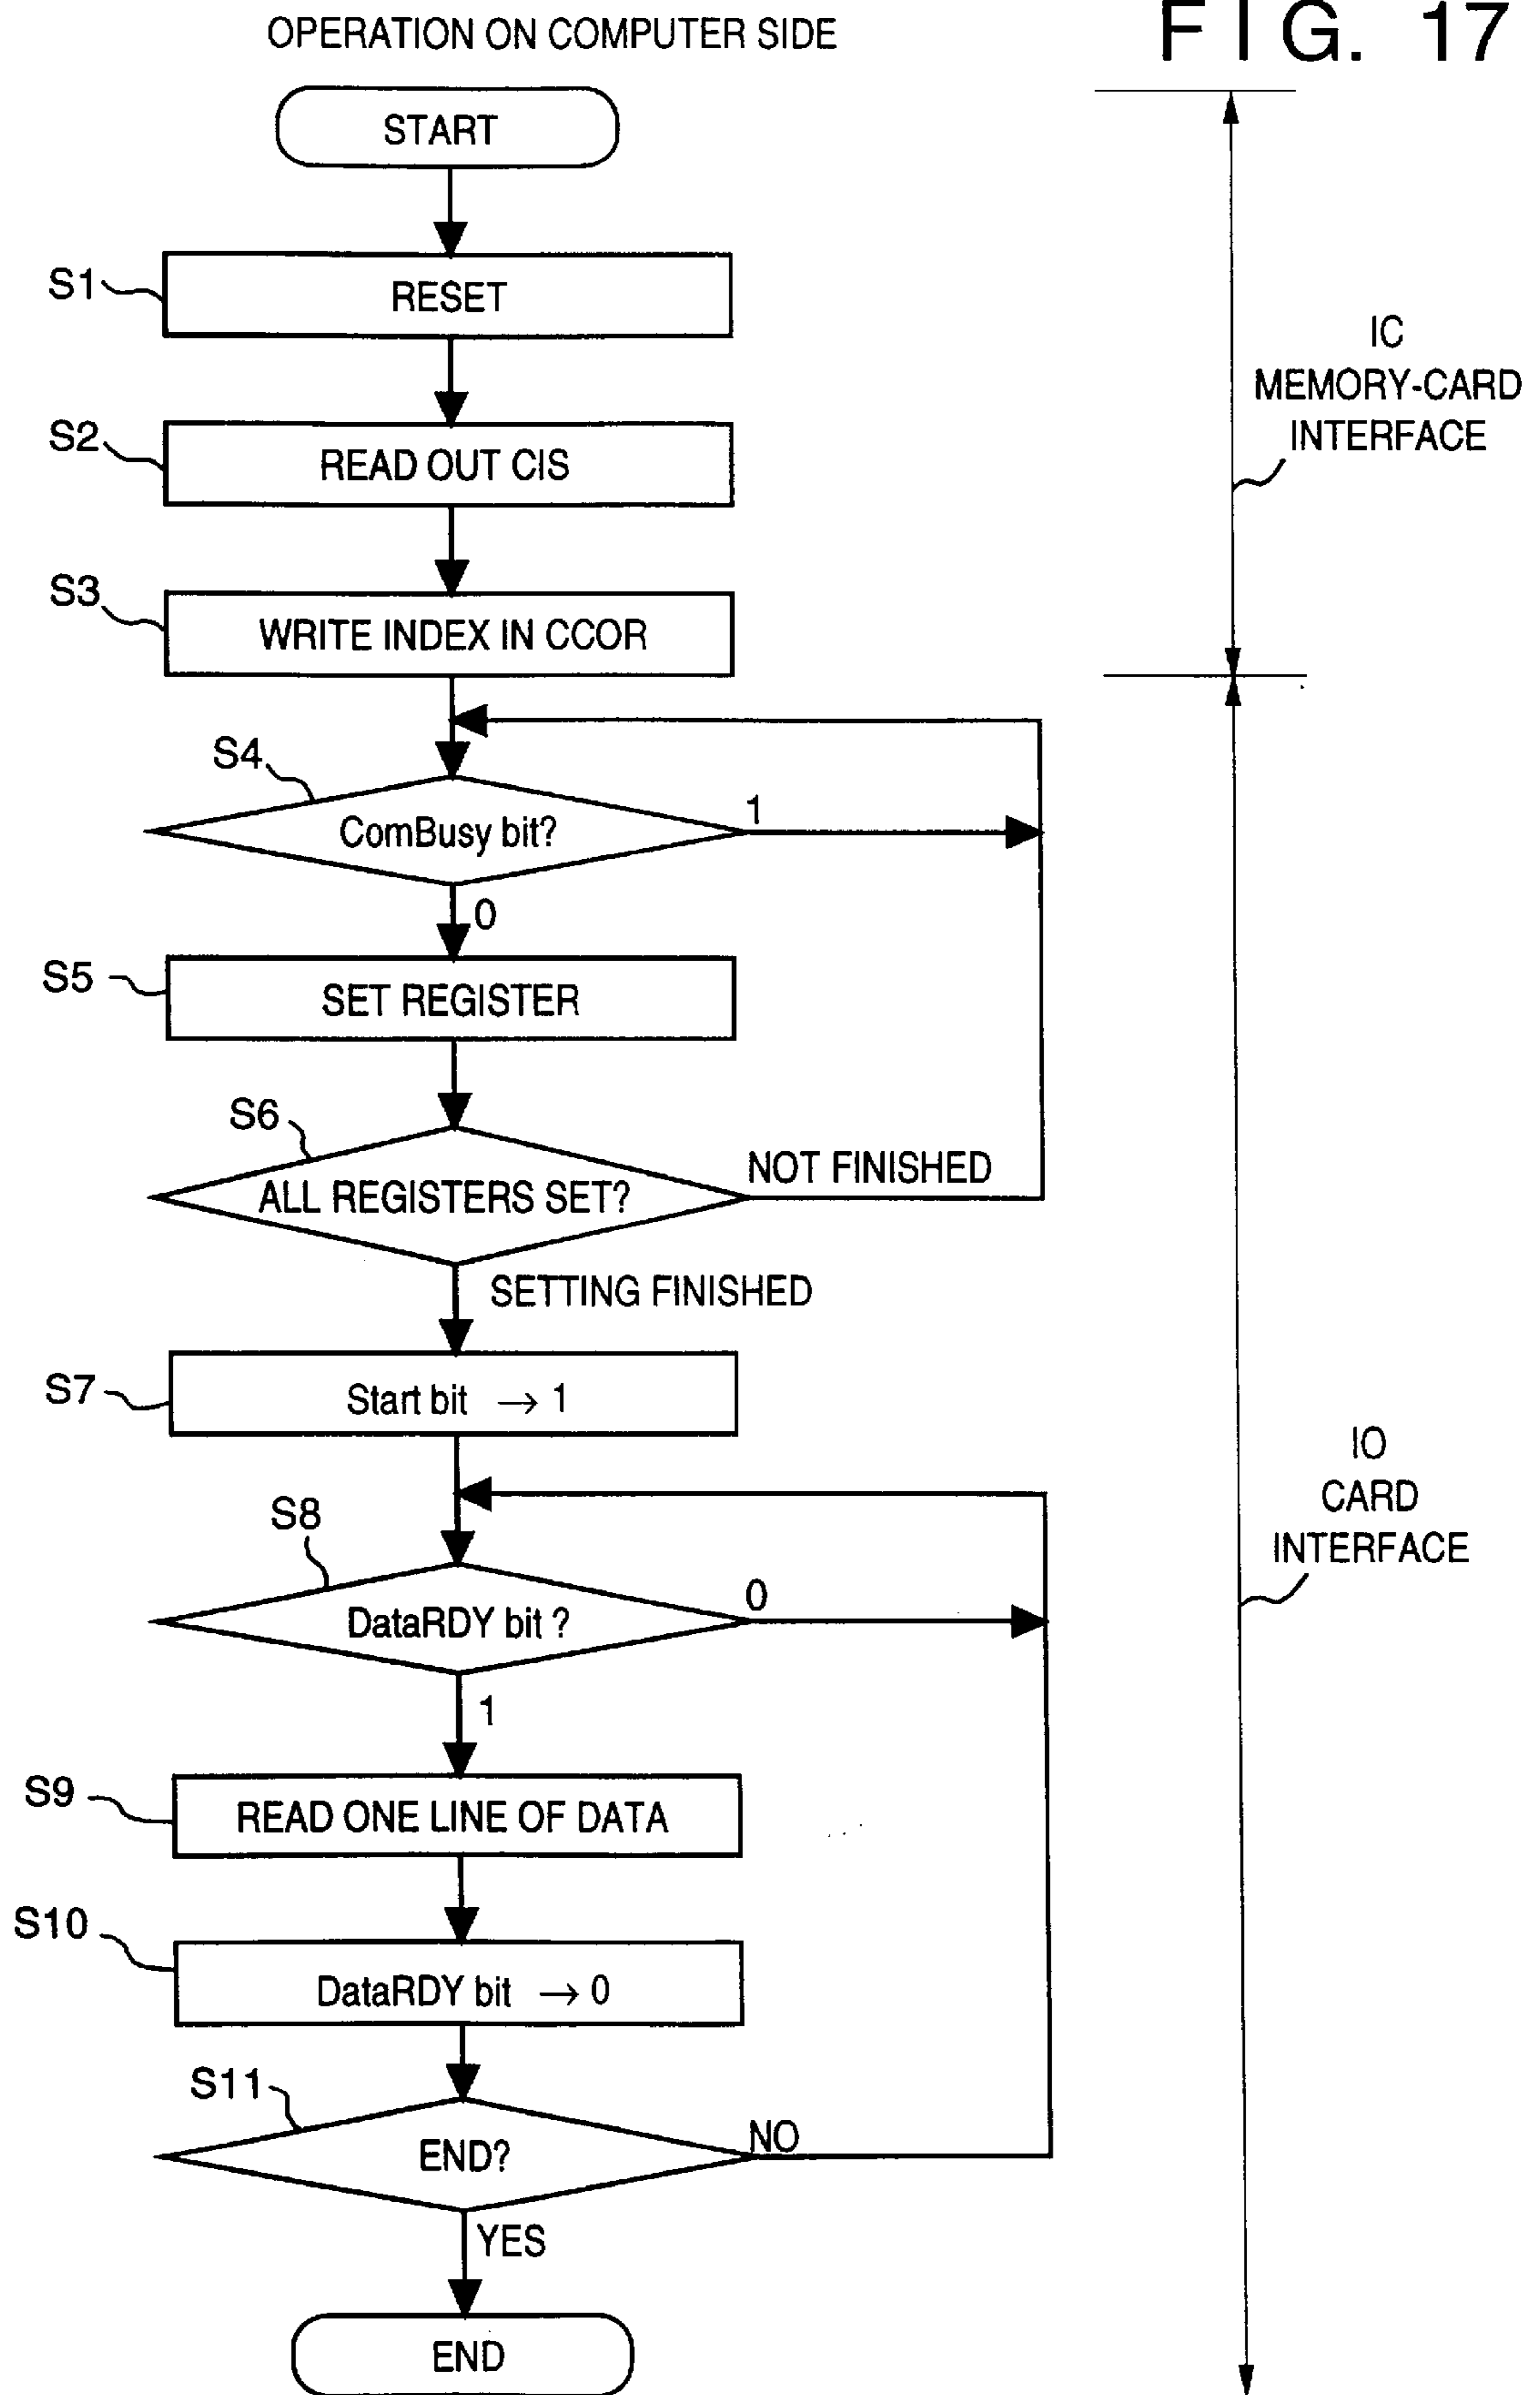 OPERATION ON COMPUTER SIDE
FIG. 17
START
S1
RESET
IC
MEMORY-CARD
INTERFACE
S2
READ OUT CIS
S3
WRITE INDEX IN CCOR
S4
ComBusy bit?
1
0
S5
SET REGISTER
S6
ALL REGISTERS SET?
NOT FINISHED
SETTING FINISHED
S7
Start bit → 1
IO
CARD
INTERFACE
S8
DataRDY bit ?
0
1
S9
READ ONE LINE OF DATA
S10
DataRDY bit → 0
S11
END?
NO
YES
END